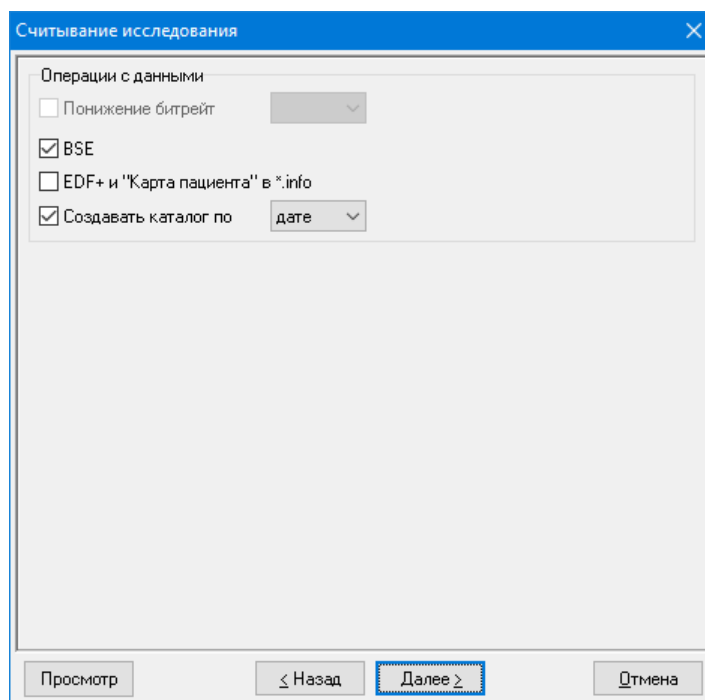 Считывание исследования
Операции с данными
Понижение битрейт
BSE
EDF+ и "Карта пациента" в *.info
Создавать каталог по дате
Просмотр < Назад Далее > Отмена